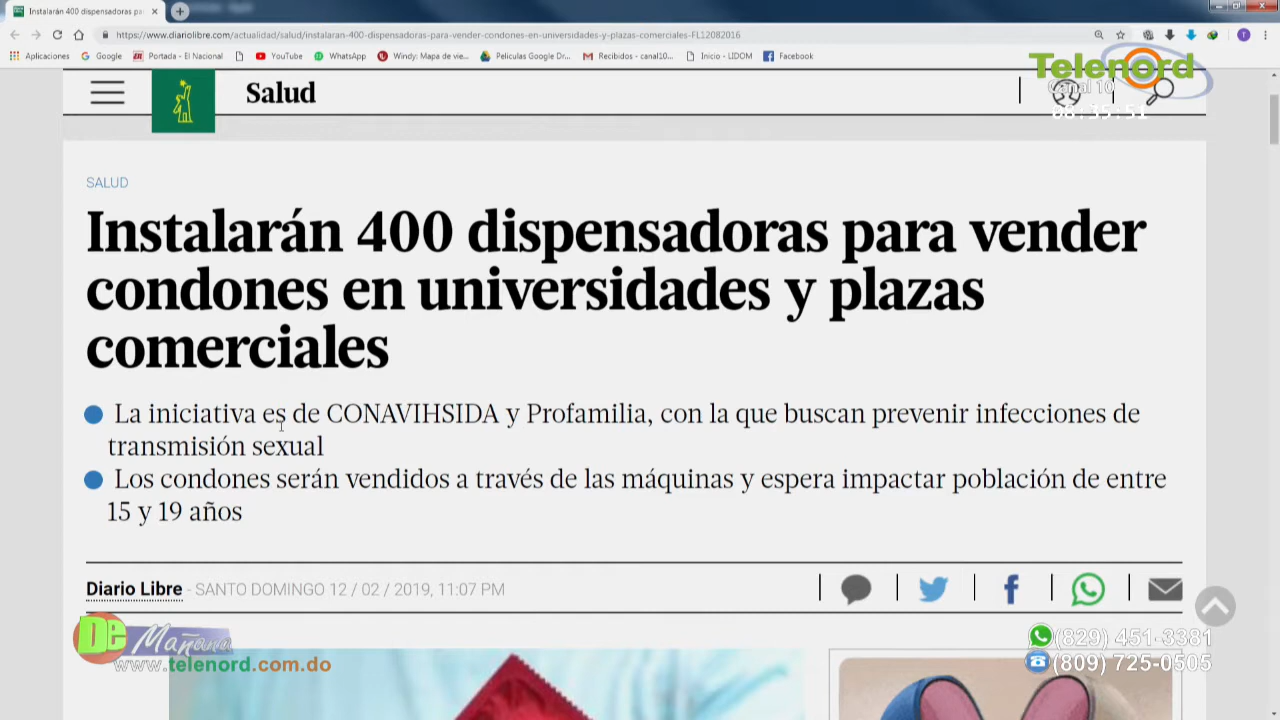 Instalarán 400 dispensadoras pa
https://www.diariolibre.com/actualidad/salud/instalaran-400-dispensadoras-para-vender-condones-en-universidades-y-plazas-comerciales-FL12082016
Aplicaciones Google Portada - El Nacional YouTube WhatsApp Windy: Mapa de vie... Peliculas Google Dr... Recibidos - canal10... Inicio - LIDOM Facebook
Telenord
Canal 10
08:35:51
Salud
SALUD
Instalarán 400 dispensadoras para vender
condones en universidades y plazas
comerciales
La iniciativa es de CONAVIHSIDA y Profamilia, con la que buscan prevenir infecciones de
transmisión sexual
Los condones serán vendidos a través de las máquinas y espera impactar población de entre
15 y 19 años
Diario Libre - SANTO DOMINGO 12 / 02 / 2019, 11:07 PM
De Mañana
www.telenord.com.do
(829) 451-3381
(809) 725-0505